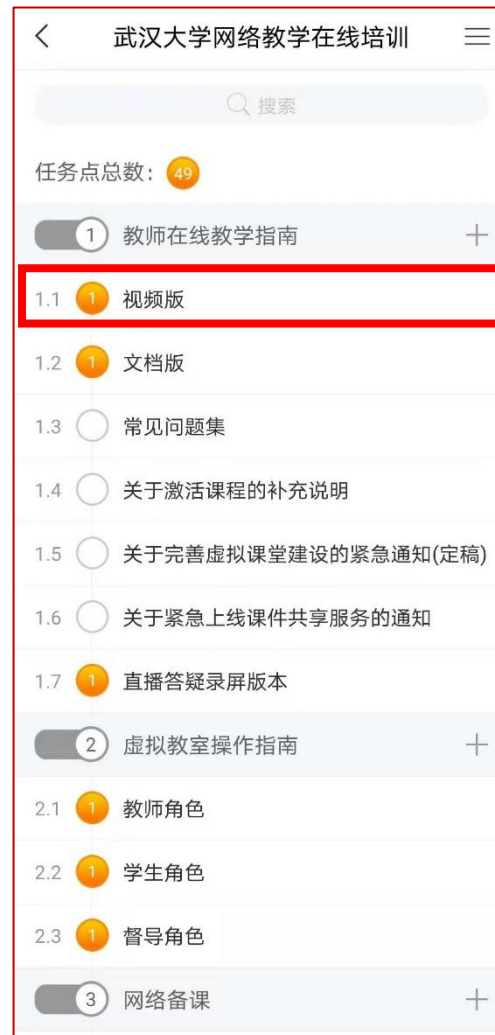 武汉大学网络教学在线培训
搜索
任务点总数： 49
1 教师在线教学指南
1.1 1 视频版
1.2 1 文档版
1.3 常见问题集
1.4 关于激活课程的补充说明
1.5 关于完善虚拟课堂建设的紧急通知(定稿)
1.6 关于紧急上线课件共享服务的通知
1.7 1 直播答疑录屏版本
2 虚拟教室操作指南
2.1 1 教师角色
2.2 1 学生角色
2.3 1 督导角色
3 网络备课